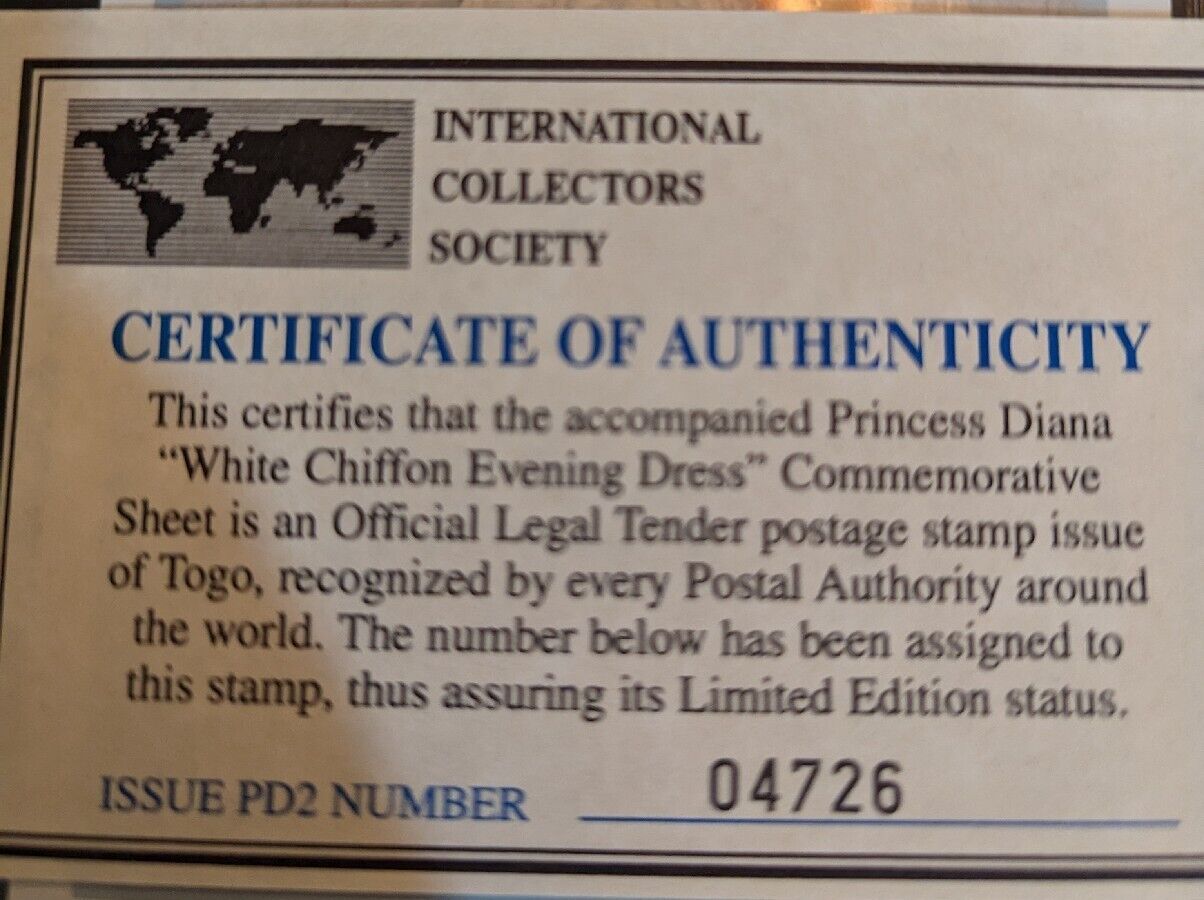 INTERNATIONAL
COLLECTORS
SOCIETY
CERTIFICATE OF AUTHENTICITY
This certifies that the accompanied Princess Diana
“White Chiffon Evening Dress” Commemorative
Sheet is an Official Legal Tender postage stamp issue
of Togo, recognized by every Postal Authority around
the world. The number below has been assigned to
this stamp, thus assuring its Limited Edition status.
ISSUE PD2 NUMBER 04726